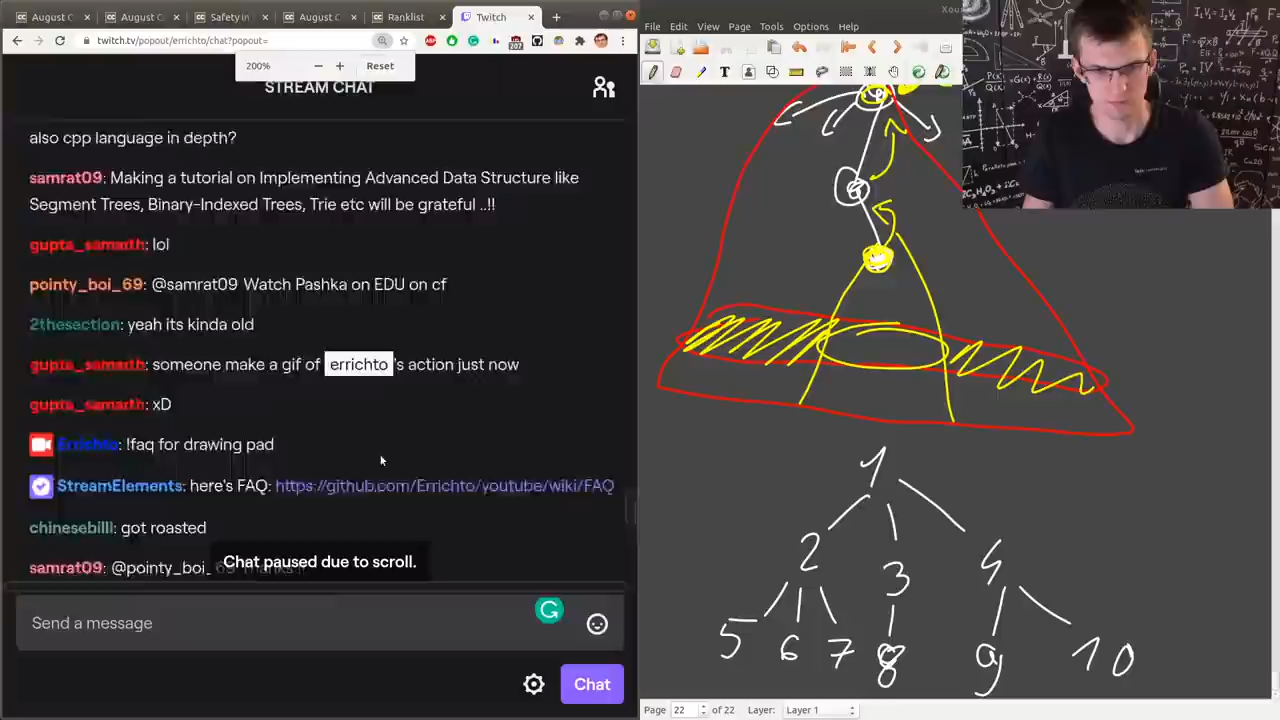 August C
August C
Safety in
August C
Ranklist
Twitch
twitch.tv/popout/errichto/chat?popout=
207
200%
Reset
STREAM CHAT
also cpp language in depth?
samrat09: Making a tutorial on Implementing Advanced Data Structure like
Segment Trees, Binary-Indexed Trees, Trie etc will be grateful ..!!
gupta_samarth: lol
pointy_boi_69: @samrat09 Watch Pashka on EDU on cf
2thesection: yeah its kinda old
gupta_samarth: someone make a gif of errichto's action just now
gupta_samarth: xD
Errichto: !faq for drawing pad
StreamElements: here's FAQ: https://github.com/Errichto/youtube/wiki/FAQ
chinesebilll: got roasted
samrat09: @pointy_boi_69 Thanks
Chat paused due to scroll.
Send a message
Chat
File Edit View Page Tools Options Help
1
2 3 4
5 6 7 8 9 10
Page 22 of 22 Layer: Layer 1